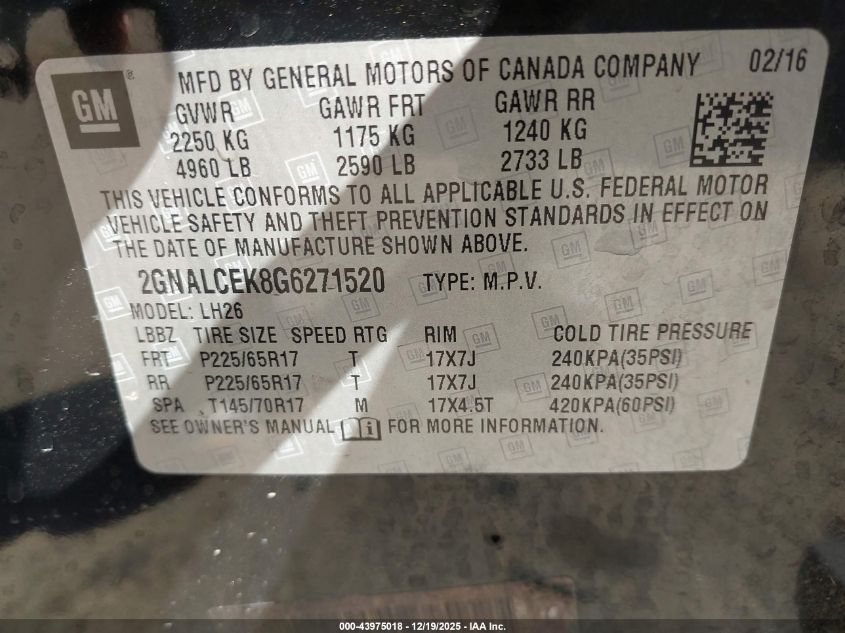 GM
MFD BY GENERAL MOTORS OF CANADA COMPANY 02/16
GVWR GAWR FRT GAWR RR
2250 KG 1175 KG 1240 KG
4960 LB 2590 LB 2733 LB
THIS VEHICLE CONFORMS TO ALL APPLICABLE U.S. FEDERAL MOTOR
VEHICLE SAFETY AND THEFT PREVENTION STANDARDS IN EFFECT ON
THE DATE OF MANUFACTURE SHOWN ABOVE.
2GNALCEK8G6271520 TYPE: M.P.V.
MODEL: LH26
LBBZ TIRE SIZE SPEED RTG RIM COLD TIRE PRESSURE
FRT P225/65R17 T 17X7J 240KPA(35PSI)
RR P225/65R17 T 17X7J 240KPA(35PSI)
SPA T145/70R17 M 17X4.5T 420KPA(60PSI)
SEE OWNER'S MANUAL FOR MORE INFORMATION.
000-43975018 - 12/19/2025 - IAA Inc.